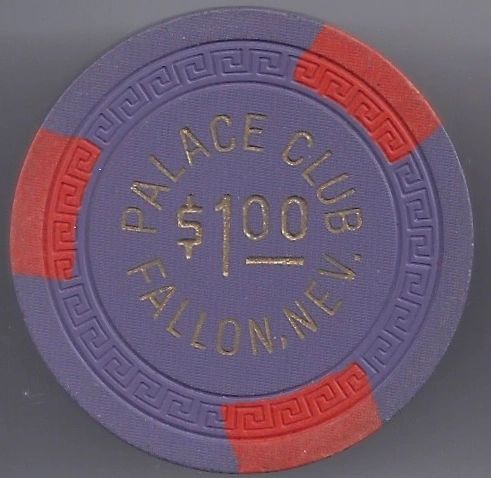 PALACE CLUB
$1.00
FALLON, NEV.